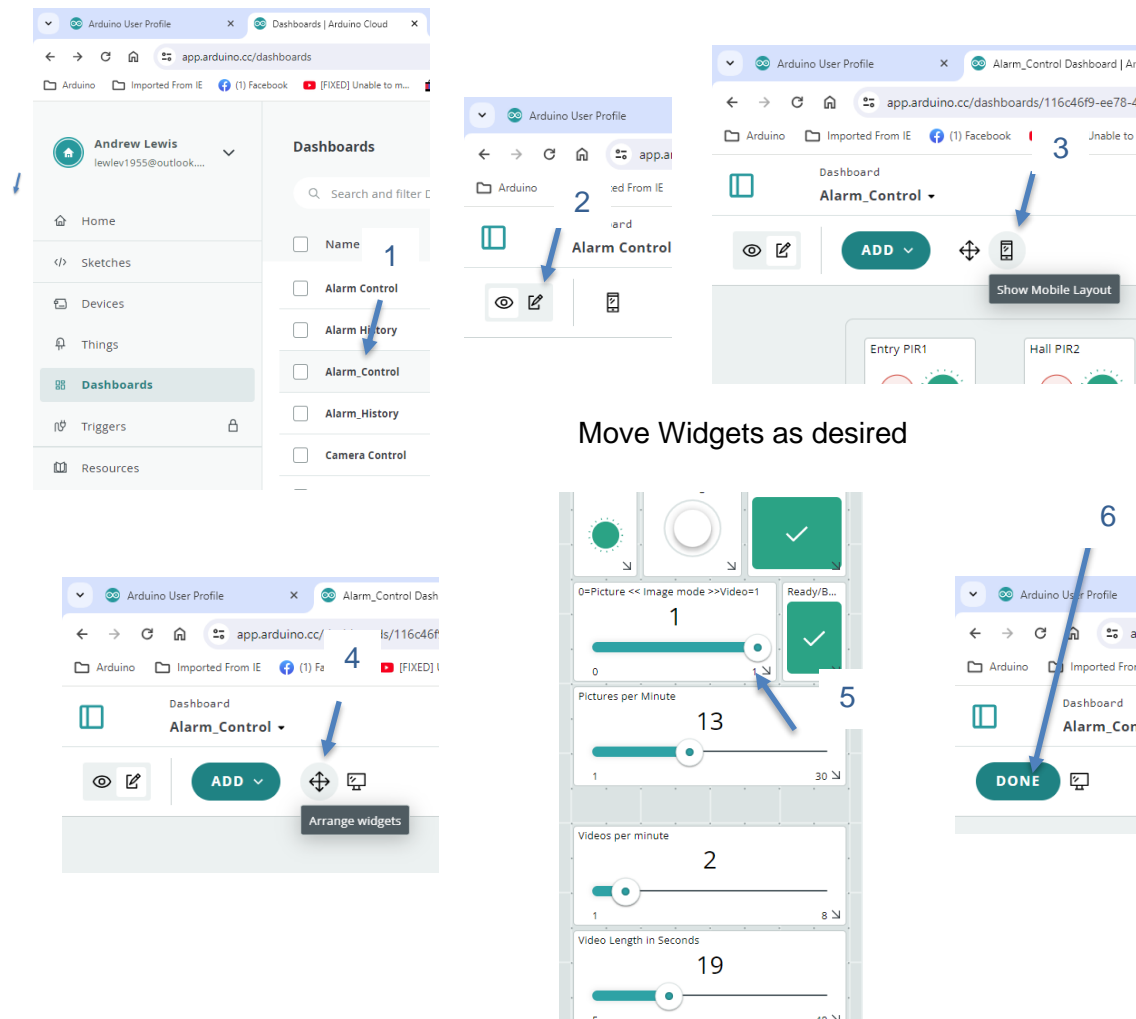 Arduino User Profile
Dashboards | Arduino Cloud
app.arduino.cc/dashboards
Arduino Imported From IE (1) Facebook [FIXED] Unable to m...
Andrew Lewis
lewlev1955@outlook....
Home
Sketches
Devices
Things
Dashboards
Triggers
Resources
Dashboards
Search and filter D
Name
1
Alarm Control
Alarm History
Alarm_Control
Alarm_History
Camera Control
Arduino User Profile
app.ar
Arduino ed From IE
2
ard
Alarm Control
Arduino User Profile
Alarm_Control Dashboard | Ar
app.arduino.cc/dashboards/116c46f9-ee78-4
Arduino Imported From IE (1) Facebook Unable to
3
Dashboard
Alarm_Control
ADD
Show Mobile Layout
Entry PIR1
Hall PIR2
Move Widgets as desired
Arduino User Profile
Alarm_Control Dash
app.arduino.cc/ ls/116c46f
Arduino Imported From IE (1) Fa [FIXED] U
4
Dashboard
Alarm_Control
ADD
Arrange widgets
0=Picture << Image mode >>Video=1
Ready/B...
1
0 1
5
Pictures per Minute
13
1 30
Videos per minute
2
1 8
Video Length in Seconds
19
6
Arduino User Profile
Arduino Imported Fro
Dashboard
Alarm_Con
DONE